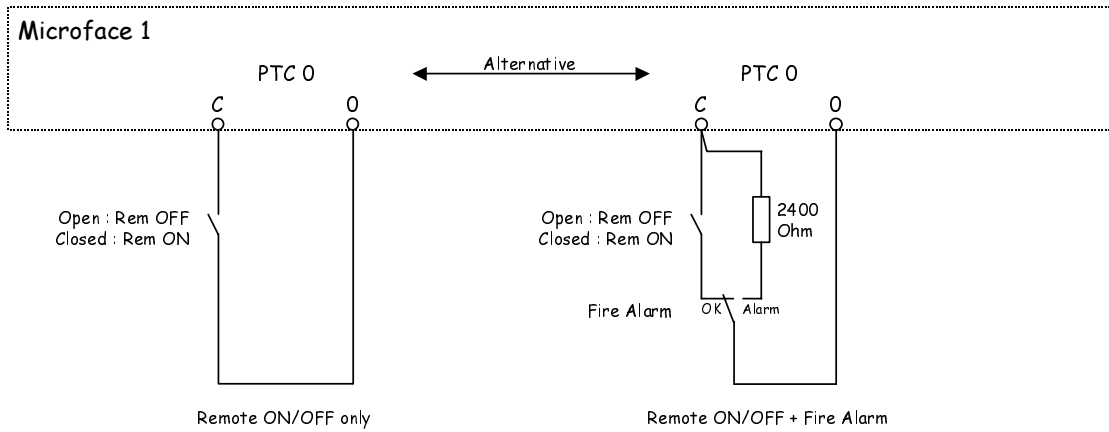 Microface 1
Alternative
PTC 0
PTC 0
C
0
C
0
Open : Rem OFF
Closed : Rem ON
Open : Rem OFF
Closed : Rem ON
2400
Ohm
Fire Alarm
OK
Alarm
Remote ON/OFF only
Remote ON/OFF + Fire Alarm